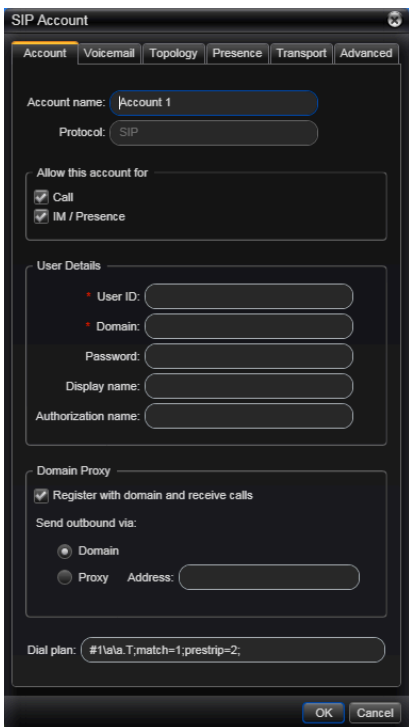 SIP Account
Account Voicemail Topology Presence Transport Advanced
Account name: Account 1
Protocol: SIP
Allow this account for
Call
IM / Presence
User Details
* User ID:
* Domain:
Password:
Display name:
Authorization name:
Domain Proxy
Register with domain and receive calls
Send outbound via:
Domain
Proxy Address:
Dial plan: #1\a\a.T;match=1;prestrip=2;
OK Cancel